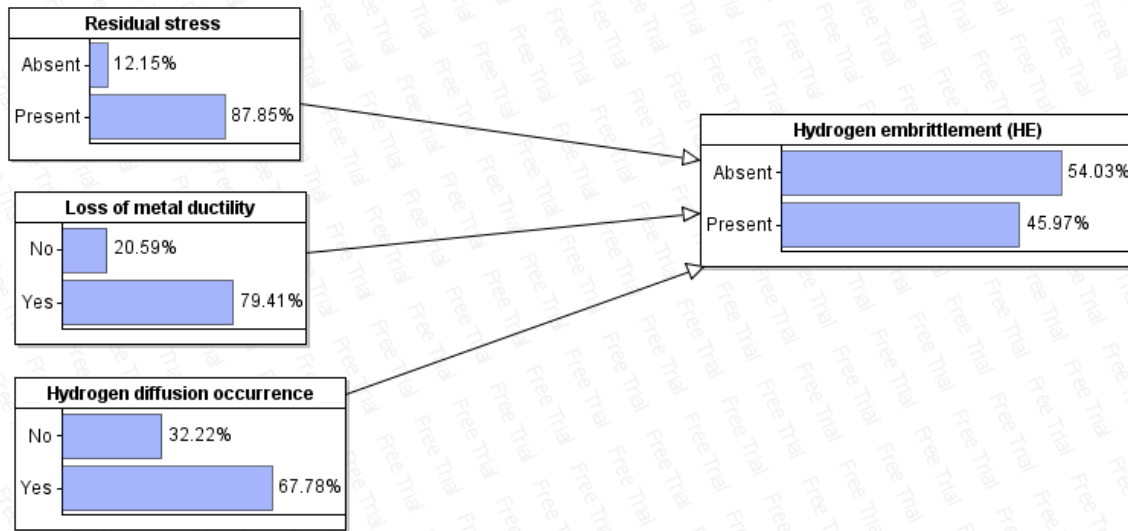 Residual stress
Absent 12.15%
Present 87.85%
Loss of metal ductility
No 20.59%
Yes 79.41%
Hydrogen diffusion occurrence
No 32.22%
Yes 67.78%
Hydrogen embrittlement (HE)
Absent 54.03%
Present 45.97%
Free Trial